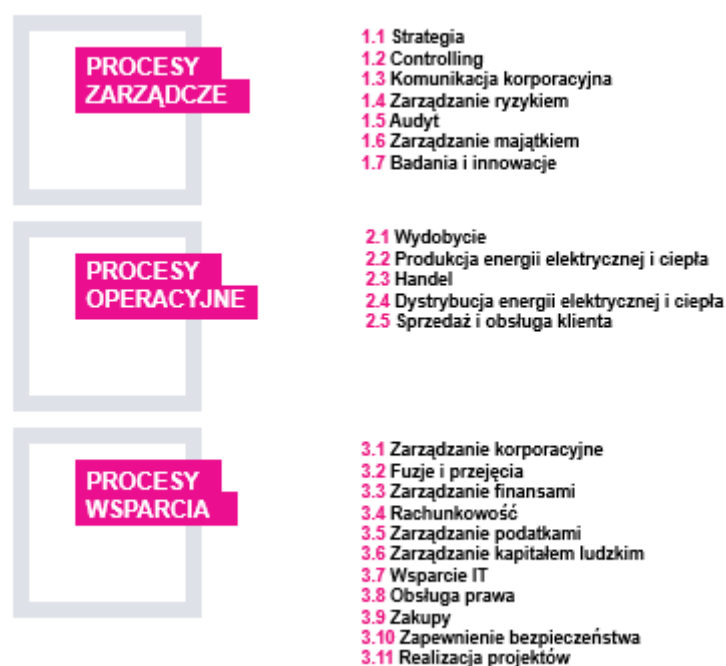 PROCESY
ZARZĄDCZE
1.1 Strategia
1.2 Controlling
1.3 Komunikacja korporacyjna
1.4 Zarządzanie ryzykiem
1.5 Audyt
1.6 Zarządzanie majątkiem
1.7 Badania i innowacje
PROCESY
OPERACYJNE
2.1 Wydobycie
2.2 Produkcja energii elektrycznej i ciepła
2.3 Handel
2.4 Dystrybucja energii elektrycznej i ciepła
2.5 Sprzedaż i obsługa klienta
PROCESY
WSPARCIA
3.1 Zarządzanie korporacyjne
3.2 Fuzje i przejęcia
3.3 Zarządzanie finansami
3.4 Rachunkowość
3.5 Zarządzanie podatkami
3.6 Zarządzanie kapitałem ludzkim
3.7 Wsparcie IT
3.8 Obsługa prawa
3.9 Zakupy
3.10 Zapewnienie bezpieczeństwa
3.11 Realizacja projektów